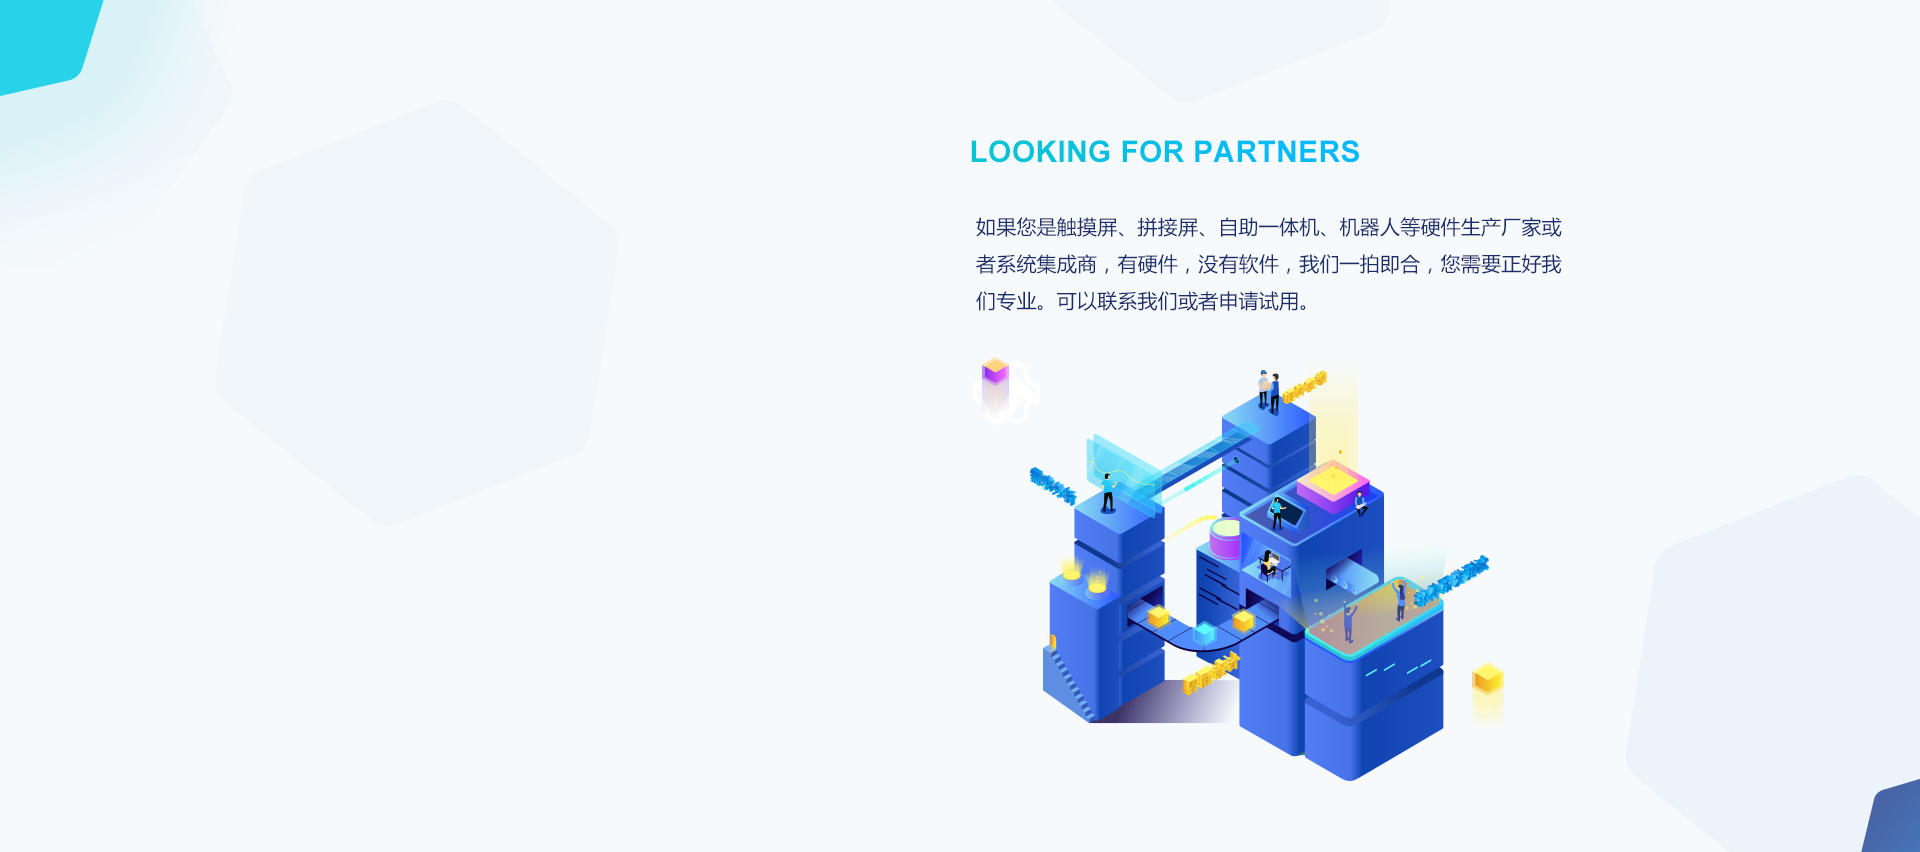 LOOKING FOR PARTNERS
如果您是触摸屏、拼接屏、自助一体机、机器人等硬件生产厂家或
者系统集成商，有硬件，没有软件，我们一拍即合，您需要正好我
们专业。可以联系我们或者申请试用。